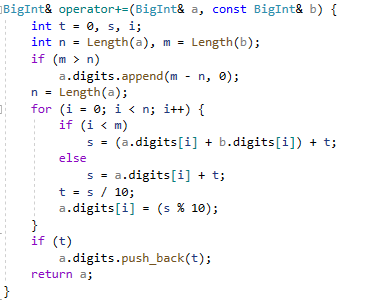 BigInt& operator+=(BigInt& a, const BigInt& b) {
    int t = 0, s, i;
    int n = Length(a), m = Length(b);
    if (m > n)
        a.digits.append(m - n, 0);
    n = Length(a);
    for (i = 0; i < n; i++) {
        if (i < m)
            s = (a.digits[i] + b.digits[i]) + t;
        else
            s = a.digits[i] + t;
        t = s / 10;
        a.digits[i] = (s % 10);
    }
    if (t)
        a.digits.push_back(t);
    return a;
}